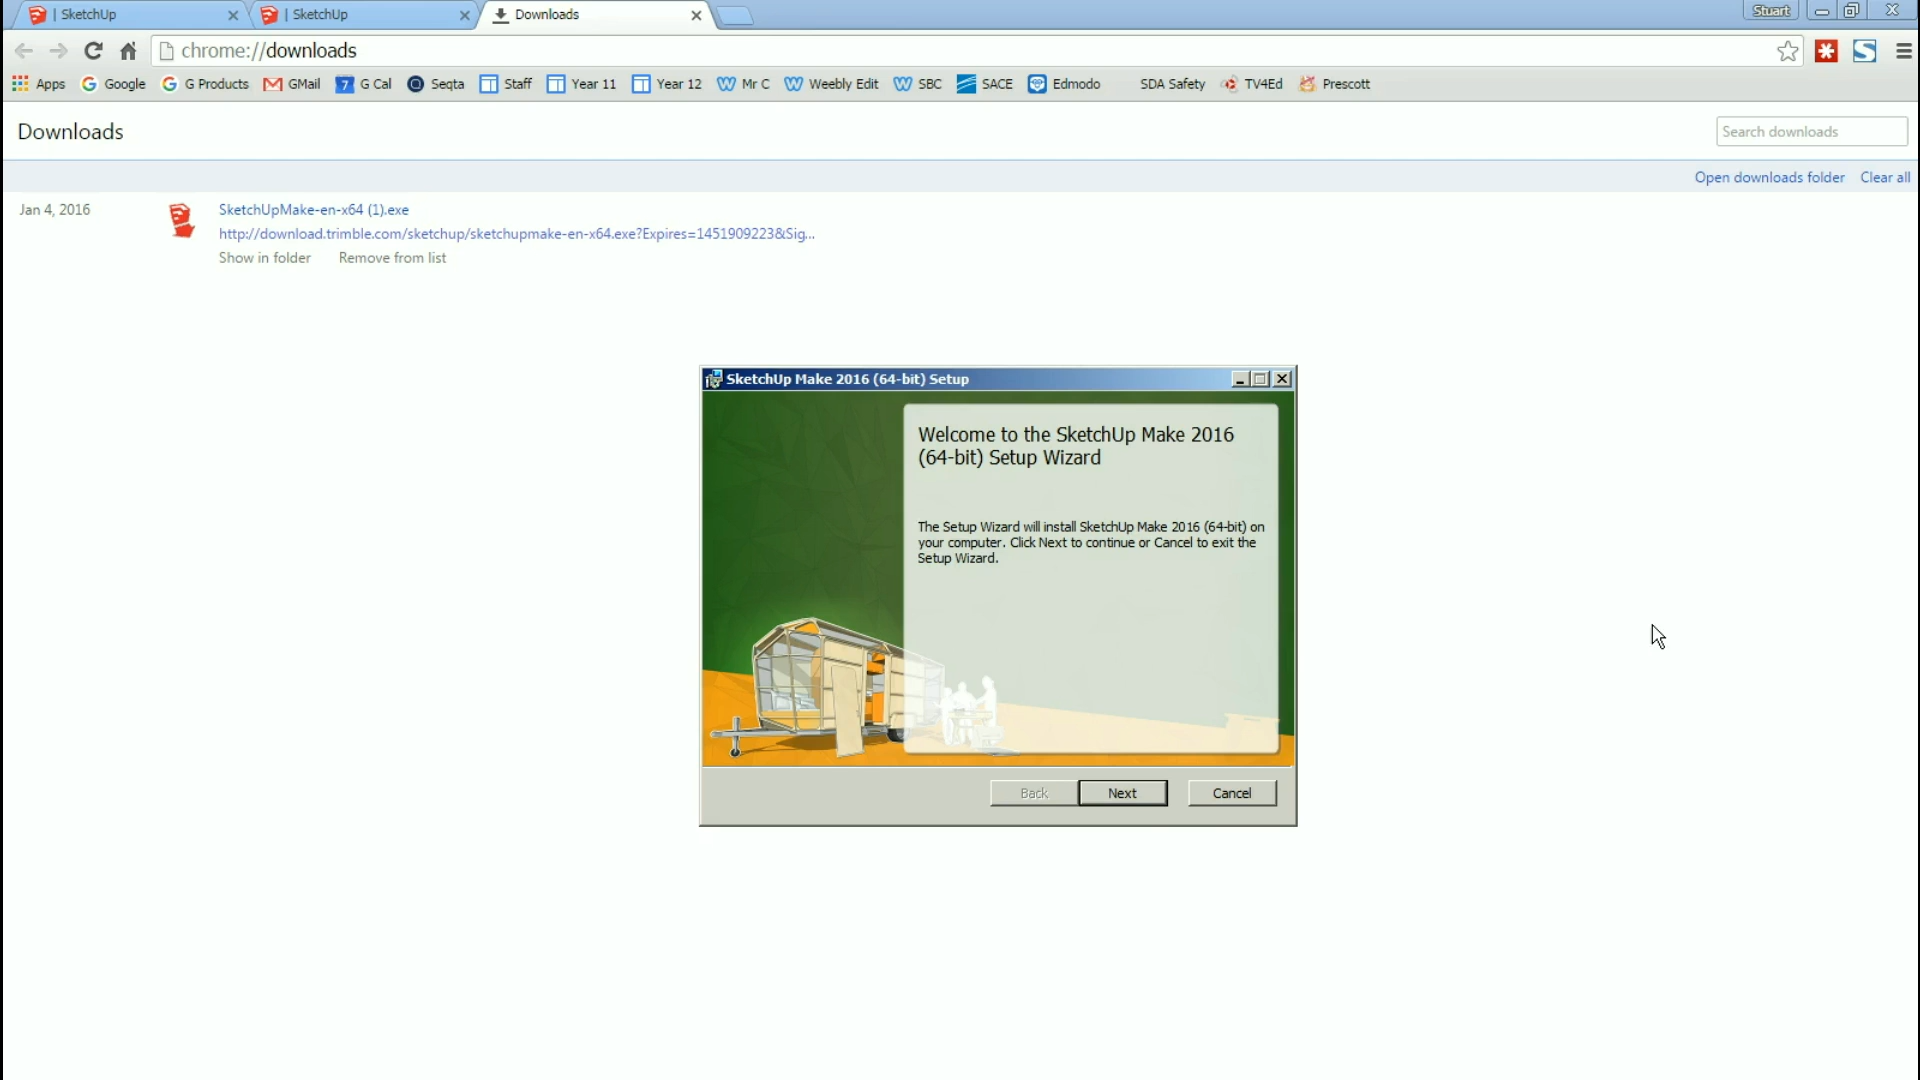 | SketchUp
| SketchUp
Downloads
Stuart
chrome://downloads
Apps
Google
G Products
GMail
7 G Cal
Seqta
Staff
Year 11
Year 12
Mr C
Weebly Edit
SBC
SACE
Edmodo
SDA Safety
TV4Ed
Prescott
Downloads
Search downloads
Open downloads folder
Clear all
Jan 4, 2016
SketchUpMake-en-x64 (1).exe
http://download.trimble.com/sketchup/sketchupmake-en-x64.exe?Expires=1451909223&Sig...
Show in folder
Remove from list
SketchUp Make 2016 (64-bit) Setup
Welcome to the SketchUp Make 2016
(64-bit) Setup Wizard
The Setup Wizard will install SketchUp Make 2016 (64-bit) on
your computer. Click Next to continue or Cancel to exit the
Setup Wizard.
Back
Next
Cancel